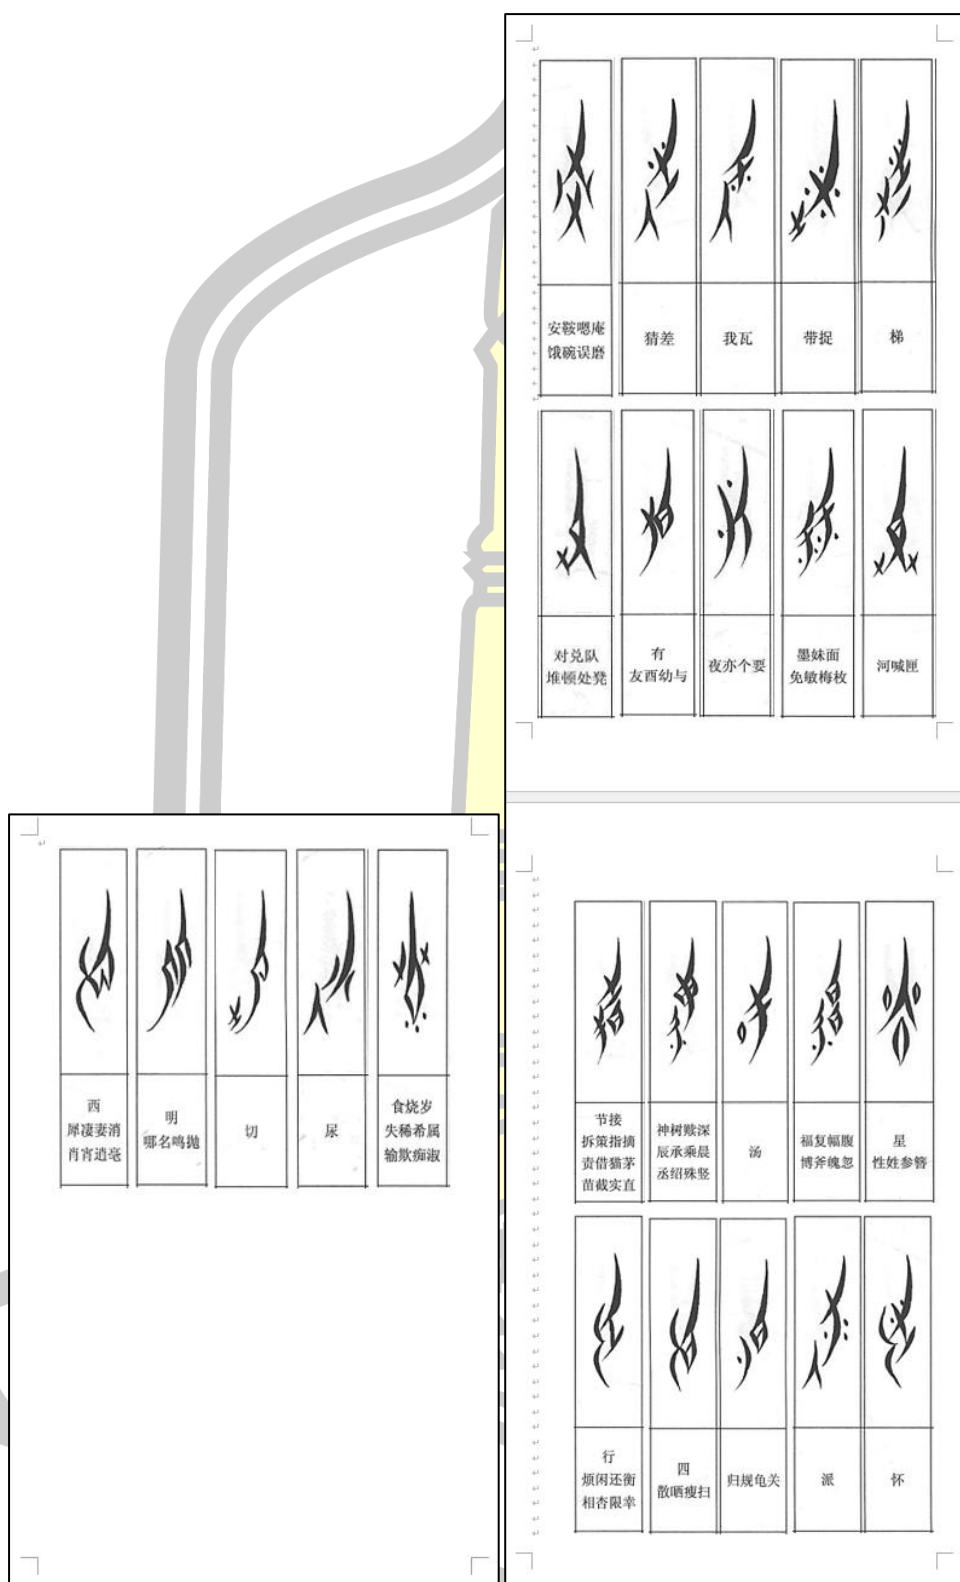 安鞍嗯庵
饿碗误磨
猜差
我瓦
带捉
梯
对兑队
堆顿处凳
有
友酉幼与
夜亦个要
墨妹面
免敏梅枚
河喊匣
西
犀凄妻消
肖宵逍毫
明
哪名鸣抛
切
尿
食烧岁
失稀希属
输欺痴淑
节接
拆策指摘
责借猫茅
苗截实直
神树赎深
辰承乘晨
丞绍殊竖
汤
福复幅腹
博斧魄忽
星
性姓参簪
行
烦闲还衡
相杏限幸
四
散哂瘦扫
归规龟关
派
怀